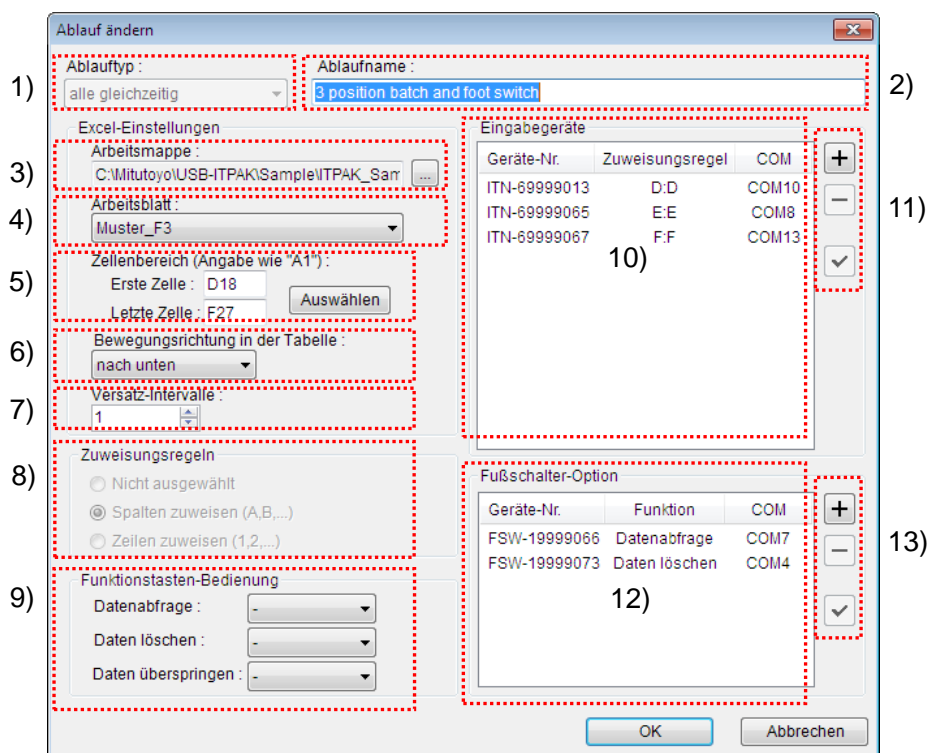 Ablauf ändern
1)
Ablauftyp :
alle gleichzeitig
Ablaufname :
3 position batch and foot switch
2)
Excel-Einstellungen
3)
Arbeitsmappe :
C:\Mitutoyo\USB-ITPAK\Sample\ITPAK_Sam
...
4)
Arbeitsblatt :
Muster_F3
5)
Zellenbereich (Angabe wie "A1") :
Erste Zelle : D18
Letzte Zelle : F27
Auswählen
6)
Bewegungsrichtung in der Tabelle :
nach unten
7)
Versatz-Intervalle :
1
8)
Zuweisungsregeln
Nicht ausgewählt
Spalten zuweisen (A,B,...)
Zeilen zuweisen (1,2,...)
9)
Funktionstasten-Bedienung
Datenabfrage : -
Daten löschen : -
Daten überspringen : -
Eingabegeräte
Geräte-Nr. Zuweisungsregel COM
ITN-69999013 D:D COM10
ITN-69999065 E:E COM8
ITN-69999067 F:F COM13
10)
+
−
11)
Fußschalter-Option
Geräte-Nr. Funktion COM
FSW-19999066 Datenabfrage COM7
FSW-19999073 Daten löschen COM4
12)
+
−
13)
OK
Abbrechen